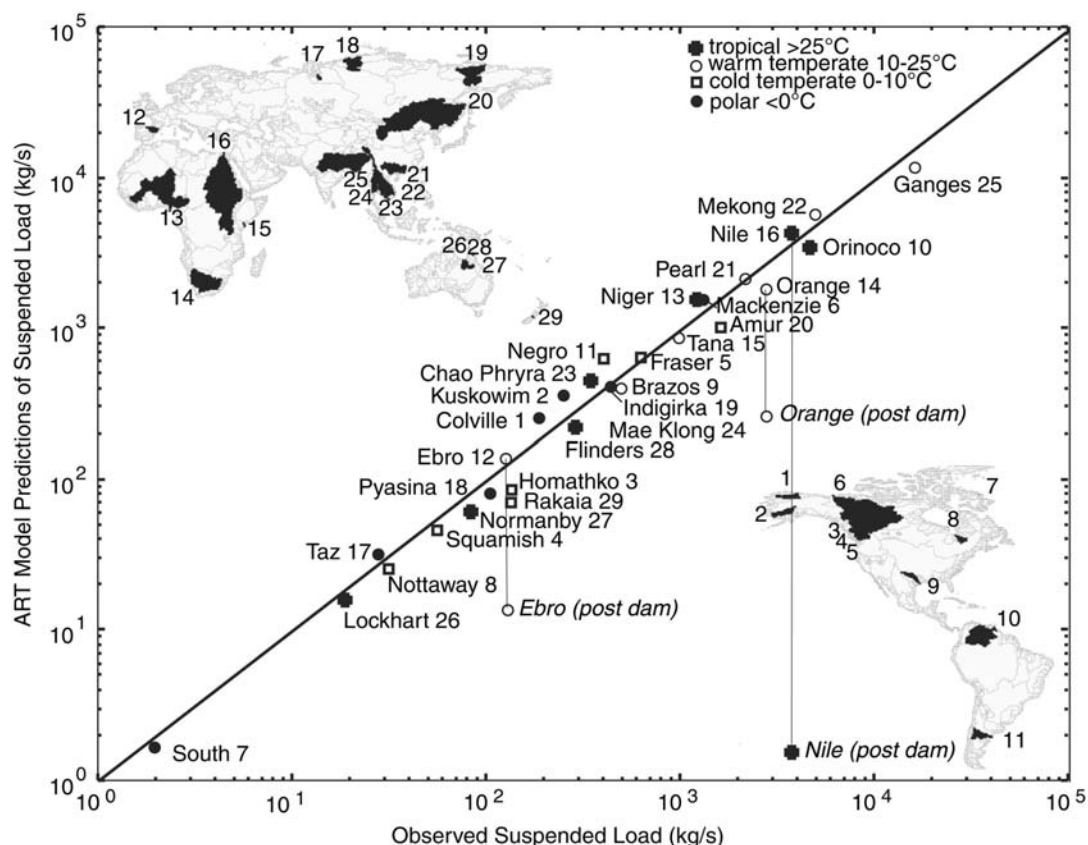 ART Model Predictions of Suspended Load (kg/s)
10^5
10^4
10^3
10^2
10^1
10^0
tropical >25°C
warm temperate 10-25°C
cold temperate 0-10°C
polar <0°C
17
18
19
12
16
20
25
21
24
22
23
13
15
14
26
28
27
29
Ganges 25
Mekong 22
Nile 16
Orinoco 10
Pearl 21
Orange 14
Niger 13
Mackenzie 6
Amur 20
Tana 15
Negro 11
Fraser 5
Chao Phryra 23
Brazos 9
Kuskowim 2
Indigirka 19
Orange (post dam)
Colville 1
Mae Klong 24
Flinders 28
Ebro 12
Homathko 3
Pyasina 18
Rakaia 29
Normanby 27
Squamish 4
Taz 17
Nottaway 8
Ebro (post dam)
Lockhart 26
South 7
Nile (post dam)
1
6
7
2
3
8
4
5
9
10
11
10^0
10^1
10^2
10^3
10^4
10^5
Observed Suspended Load (kg/s)